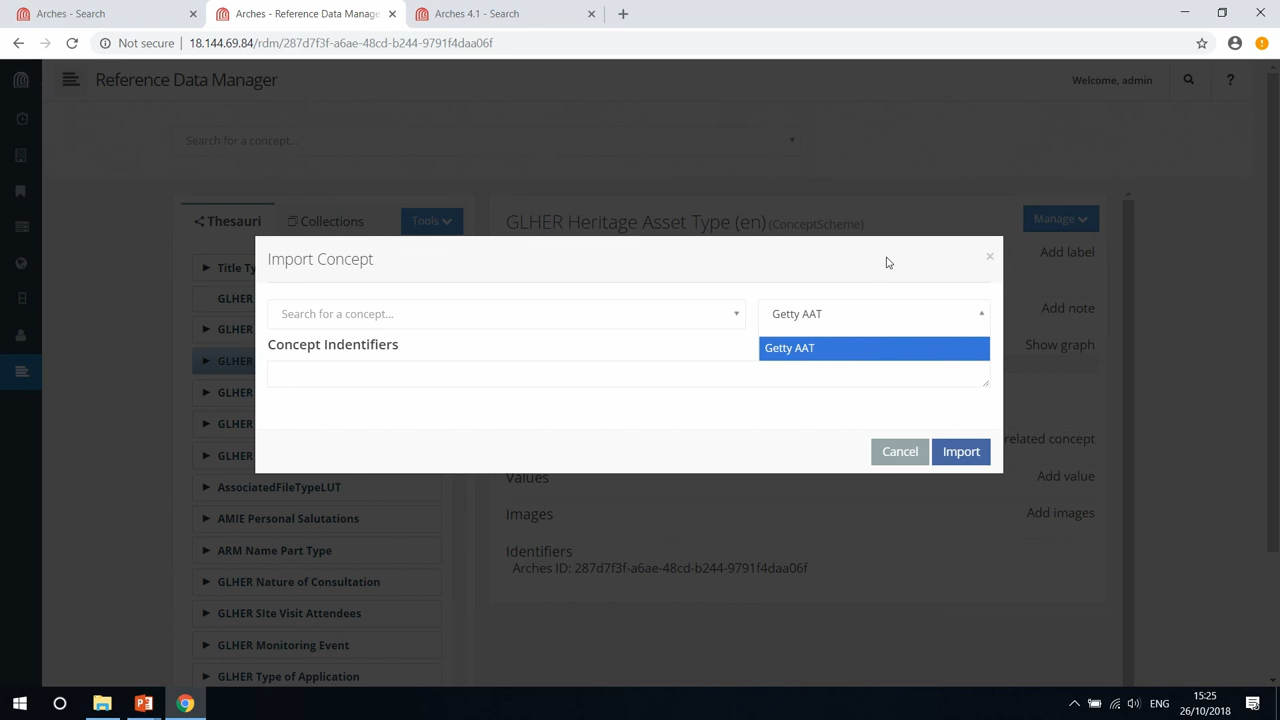 Arches - Search
Arches - Reference Data Manage
Arches 4.1 - Search
Not secure
18.144.69.84/rdm/287d7f3f-a6ae-48cd-b244-9791f4daa06f
Reference Data Manager
Welcome, admin
?
Search for a concept...
Thesauri
Collections
Tools
GLHER Heritage Asset Type (en) (ConceptScheme)
Manage
Import Concept
×
Add label
Title Ty
GLHER
Search for a concept...
Getty AAT
Add note
GLHER
Concept Indentifiers
Getty AAT
Show graph
GLHER
GLHER
GLHER
related concept
GLHER
Cancel
Import
Values
Add value
AssociatedFileTypeLUT
Images
Add images
AMIE Personal Salutations
ARM Name Part Type
Identifiers
Arches ID: 287d7f3f-a6ae-48cd-b244-9791f4daa06f
GLHER Nature of Consultation
GLHER SIte Visit Attendees
GLHER Monitoring Event
GLHER Type of Application
ENG
15:25
26/10/2018